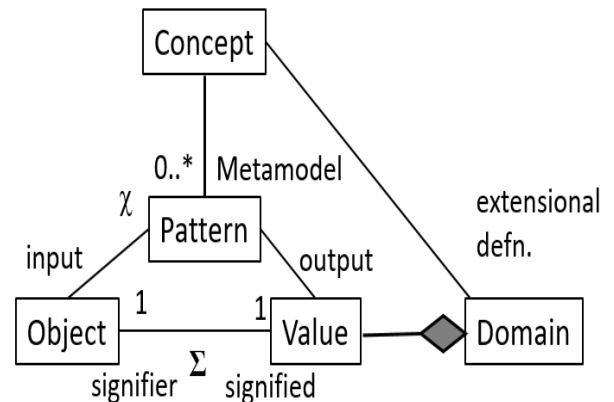 Concept
0..* Metamodel
χ
Pattern
extensional
defn.
input
output
1
1
Object
Value
Domain
Σ
signifier
signified